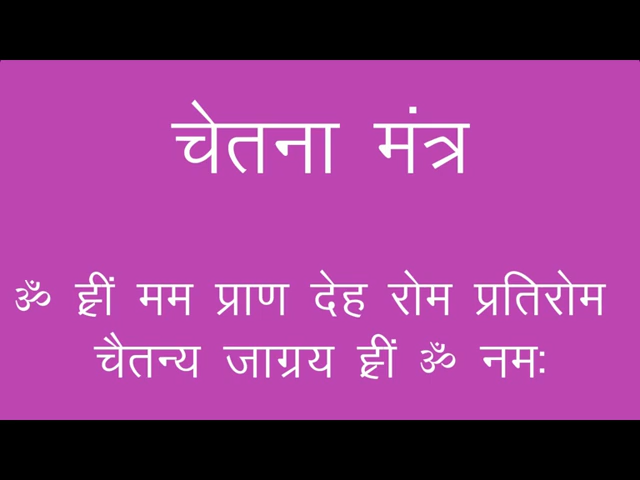 चेतना मंत्र
ॐ ह्रीं मम प्राण देह रोम प्रतिरोम
चैतन्य जाग्रय ह्रीं ॐ नमः